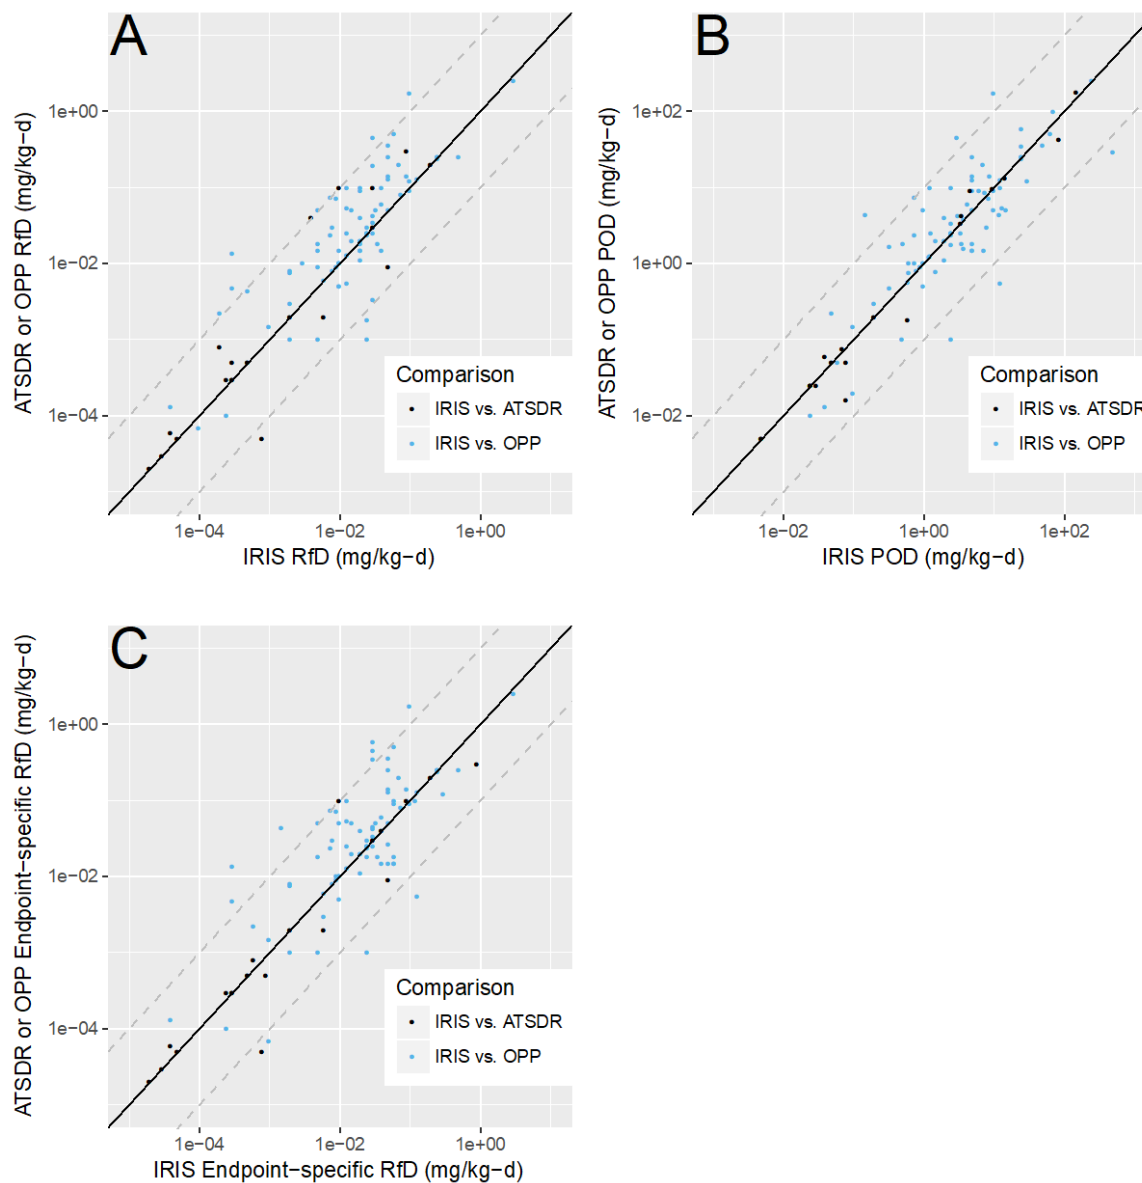 A
ATSDR or OPP RfD (mg/kg−d)
1e+00
1e−02
1e−04
Comparison
IRIS vs. ATSDR
IRIS vs. OPP
1e−04 1e−02 1e+00
IRIS RfD (mg/kg−d)
B
ATSDR or OPP POD (mg/kg−d)
1e+02
1e+00
1e−02
Comparison
IRIS vs. ATSDR
IRIS vs. OPP
1e−02 1e+00 1e+02
IRIS POD (mg/kg−d)
C
ATSDR or OPP Endpoint−specific RfD (mg/kg−d)
1e+00
1e−02
1e−04
Comparison
IRIS vs. ATSDR
IRIS vs. OPP
1e−04 1e−02 1e+00
IRIS Endpoint−specific RfD (mg/kg−d)